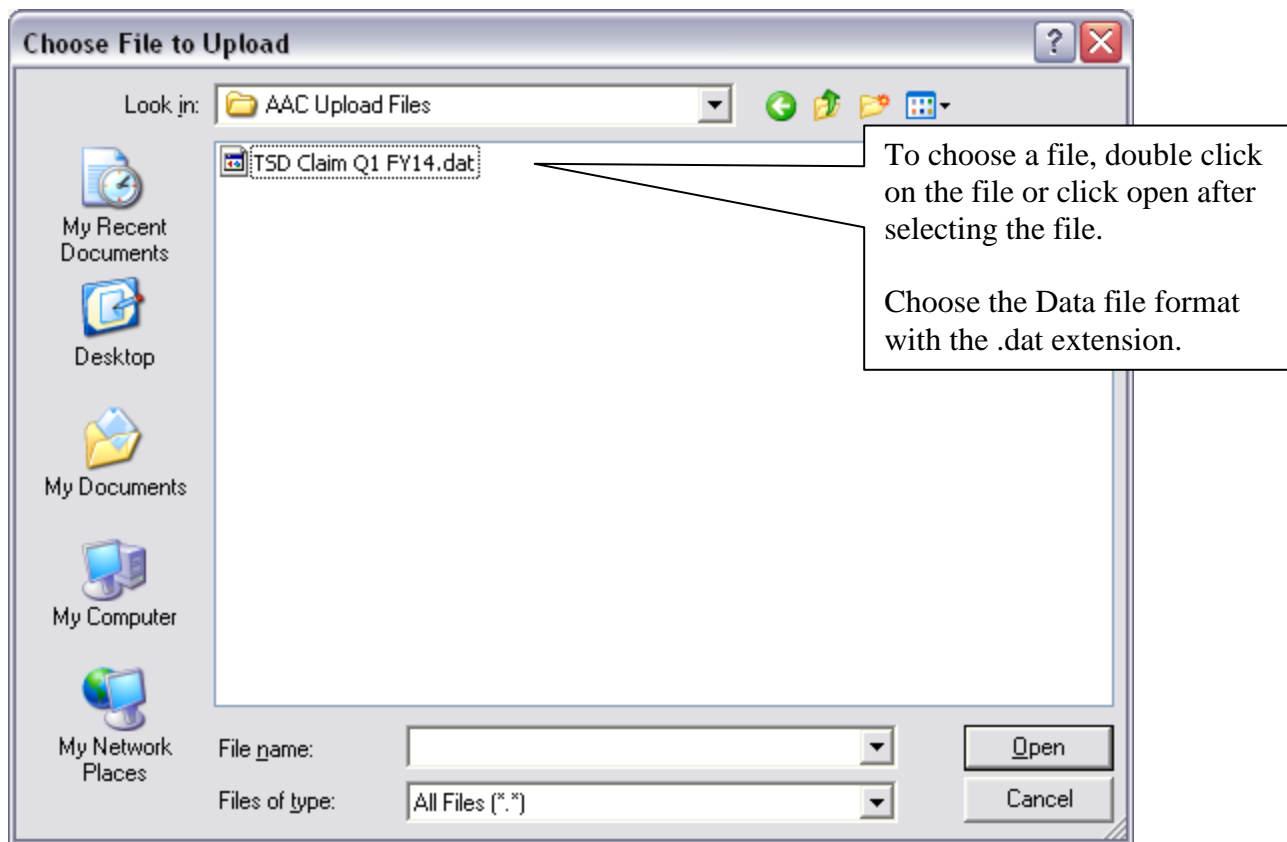 Choose File to Upload
Look in:
AAC Upload Files
TSD Claim Q1 FY14.dat
To choose a file, double click
on the file or click open after
selecting the file.
Choose the Data file format
with the .dat extension.
My Recent
Documents
Desktop
My Documents
My Computer
My Network
Places
File name:
Open
Files of type:
All Files (*.*)
Cancel